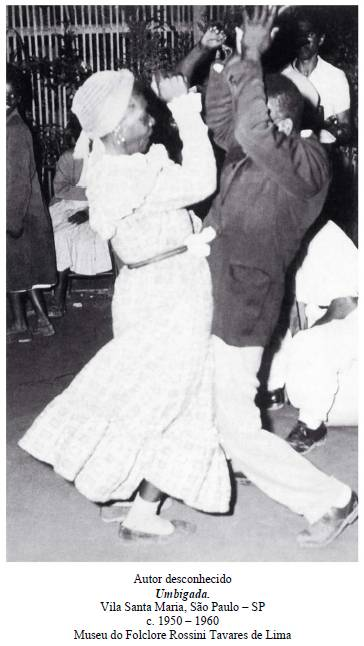 Autor desconhecido
Umbigada.
Vila Santa Maria, São Paulo – SP
c. 1950 – 1960
Museu do Folclore Rossini Tavares de Lima